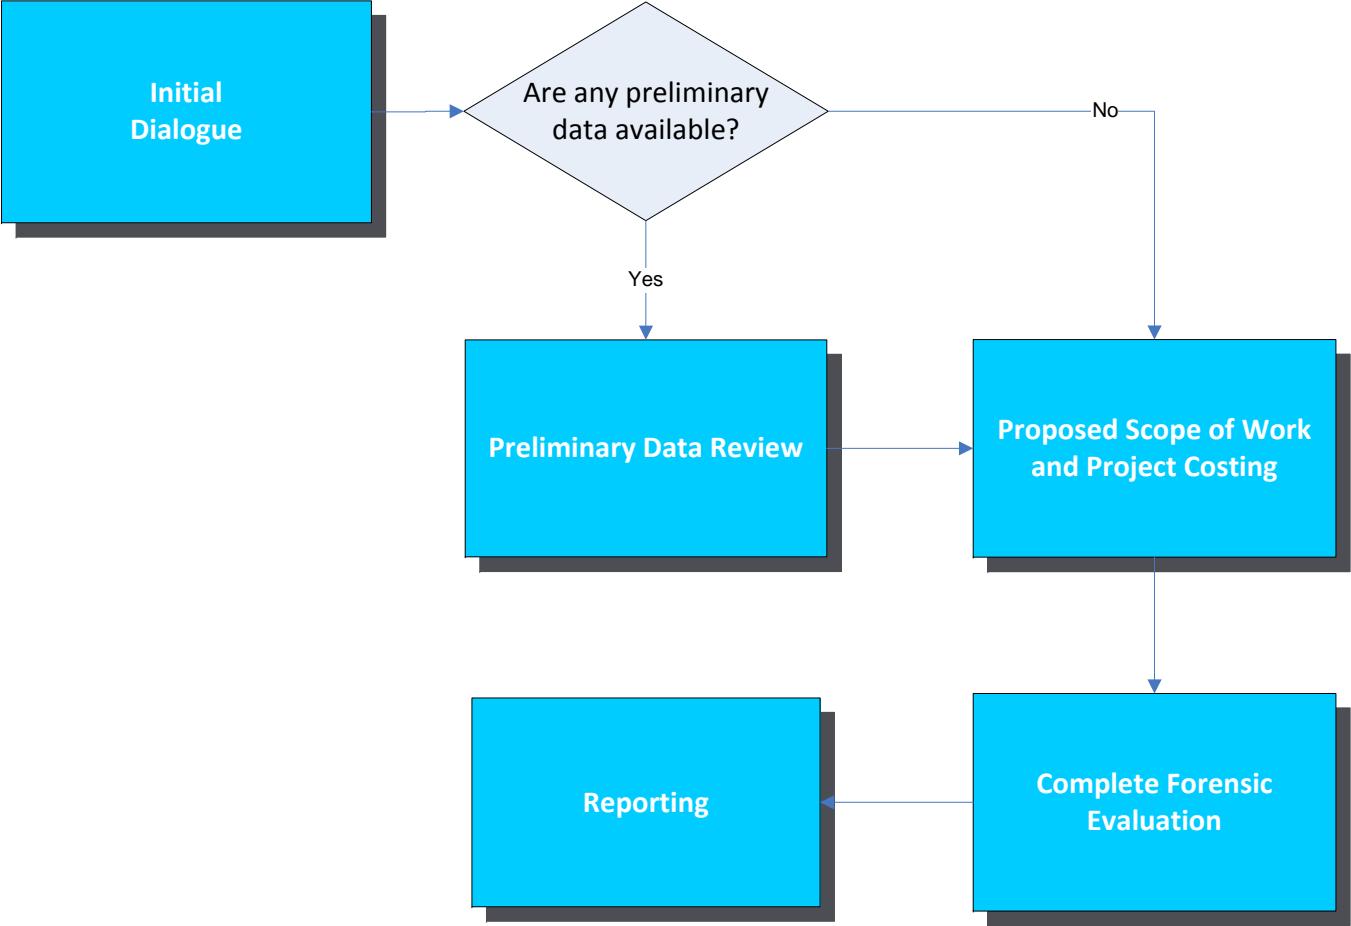 Initial
Dialogue
Are any preliminary
data available?
No
Yes
Preliminary Data Review
Proposed Scope of Work
and Project Costing
Reporting
Complete Forensic
Evaluation